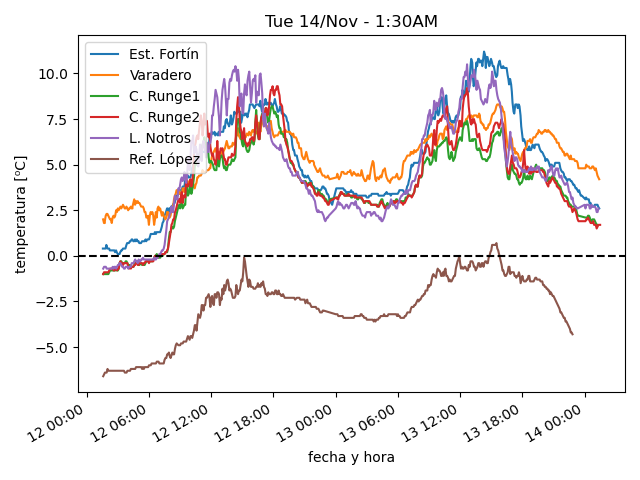 Tue 14/Nov - 1:30AM
Est. Fortín
Varadero
C. Runge1
C. Runge2
L. Notros
Ref. López
temperatura [ºC]
10.0
7.5
5.0
2.5
0.0
−2.5
−5.0
12 00:00
12 06:00
12 12:00
12 18:00
13 00:00
13 06:00
13 12:00
13 18:00
14 00:00
fecha y hora